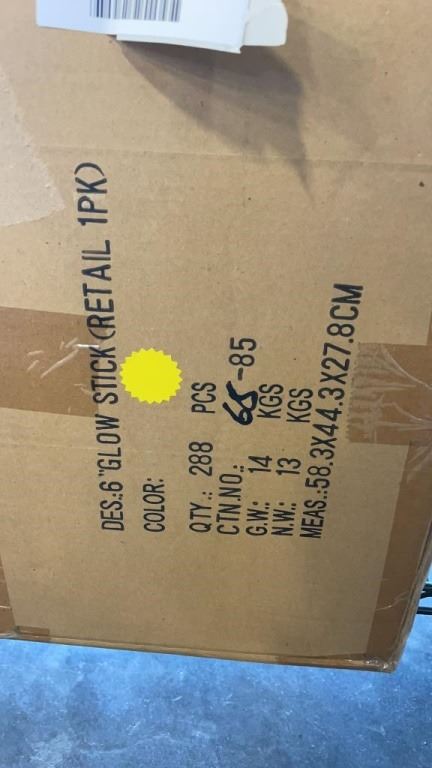 DES.:6"GLOW STICK(RETAIL 1PK)
COLOR:
QTY.: 288 PCS
CTN.NO.: 65-85
G.W.: 14 KGS
N.W.: 13 KGS
MEAS.:58.3X44.3X27.8CM